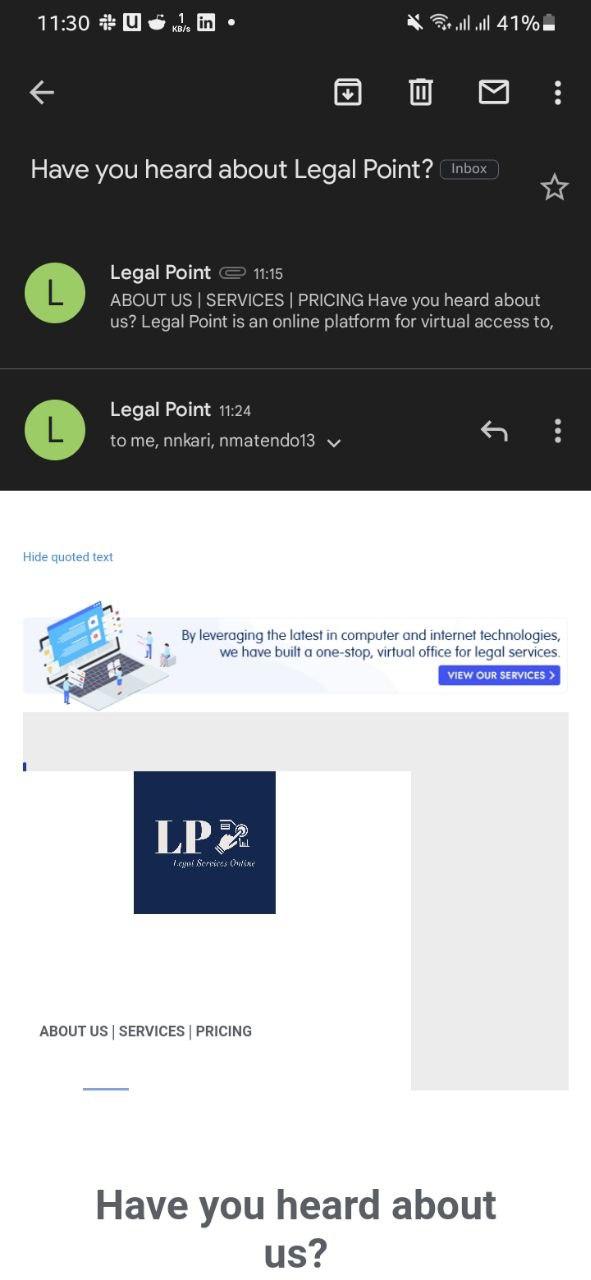 11:30
1
KB/s
41%
Have you heard about Legal Point? Inbox
L
Legal Point 11:15
ABOUT US | SERVICES | PRICING Have you heard about
us? Legal Point is an online platform for virtual access to,
L
Legal Point 11:24
to me, nnkari, nmatendo13
Hide quoted text
By leveraging the latest in computer and internet technologies,
we have built a one-stop, virtual office for legal services.
VIEW OUR SERVICES >
LP
Legal Services Online
ABOUT US | SERVICES | PRICING
Have you heard about
us?